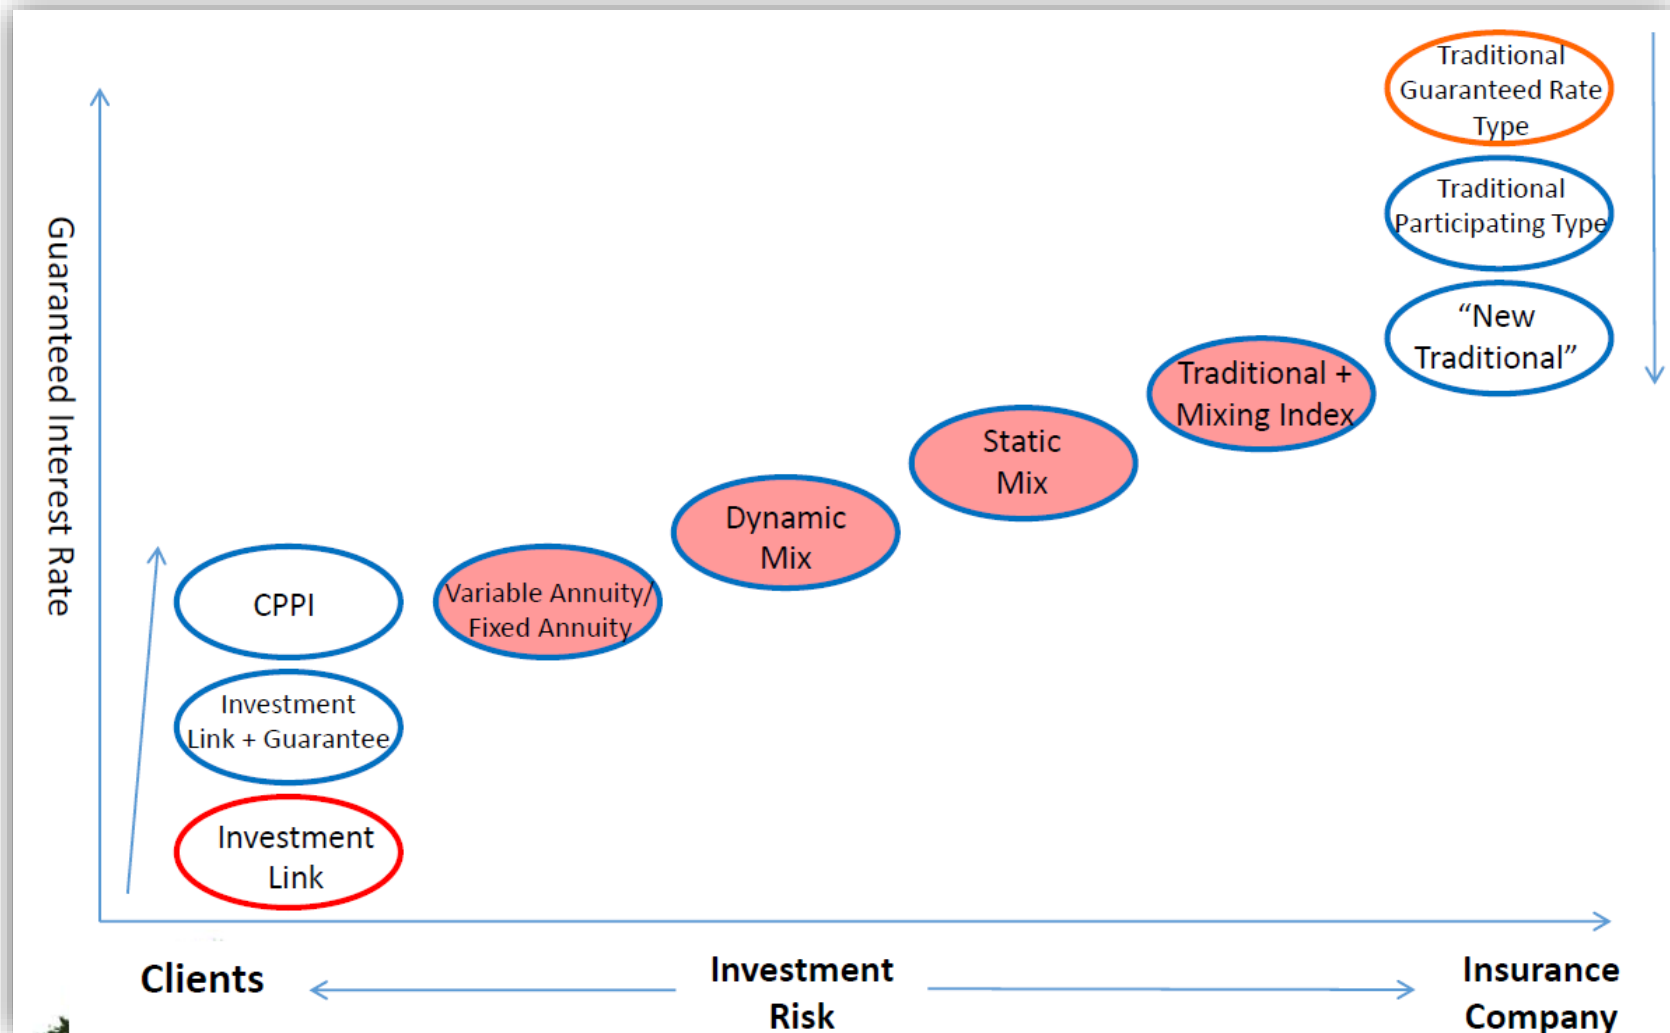 Traditional
Guaranteed Rate
Type
Traditional
Participating Type
“New
Traditional”
Traditional +
Mixing Index
Static
Mix
Dynamic
Mix
Variable Annuity/
Fixed Annuity
CPPI
Investment
Link + Guarantee
Investment
Link
Guaranteed Interest Rate
Clients
Investment
Risk
Insurance
Company